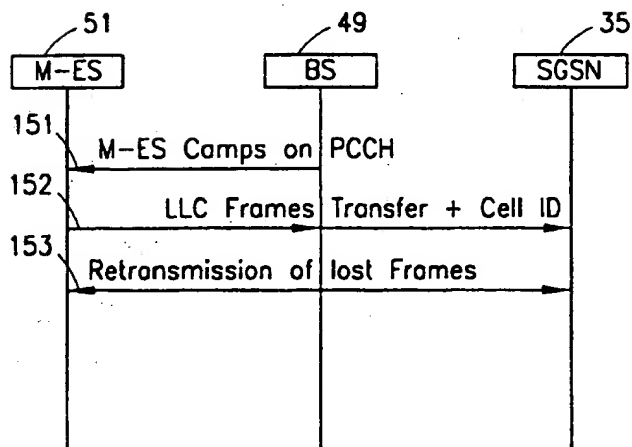 51 49 35
M-ES BS SGSN
151
M-ES Camps on PCCH
152
LLC Frames Transfer + Cell ID
153
Retransmission of lost Frames